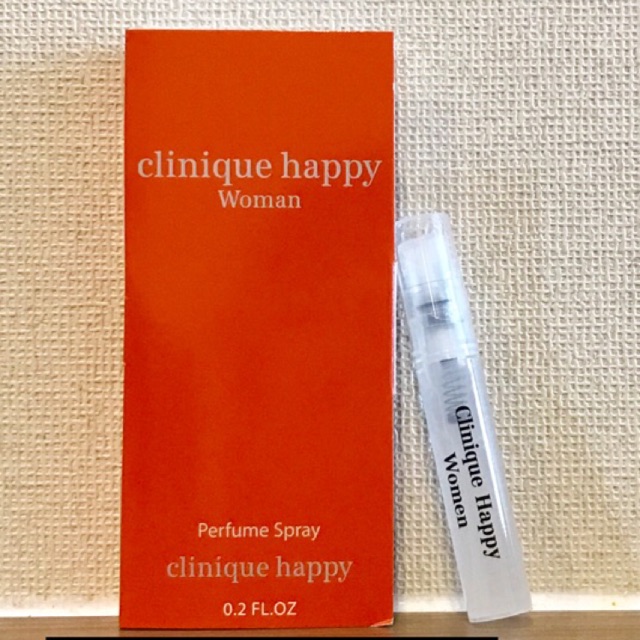 clinique happy
Woman
Perfume Spray
clinique happy
0.2 FL.OZ
Clinique Happy
Women